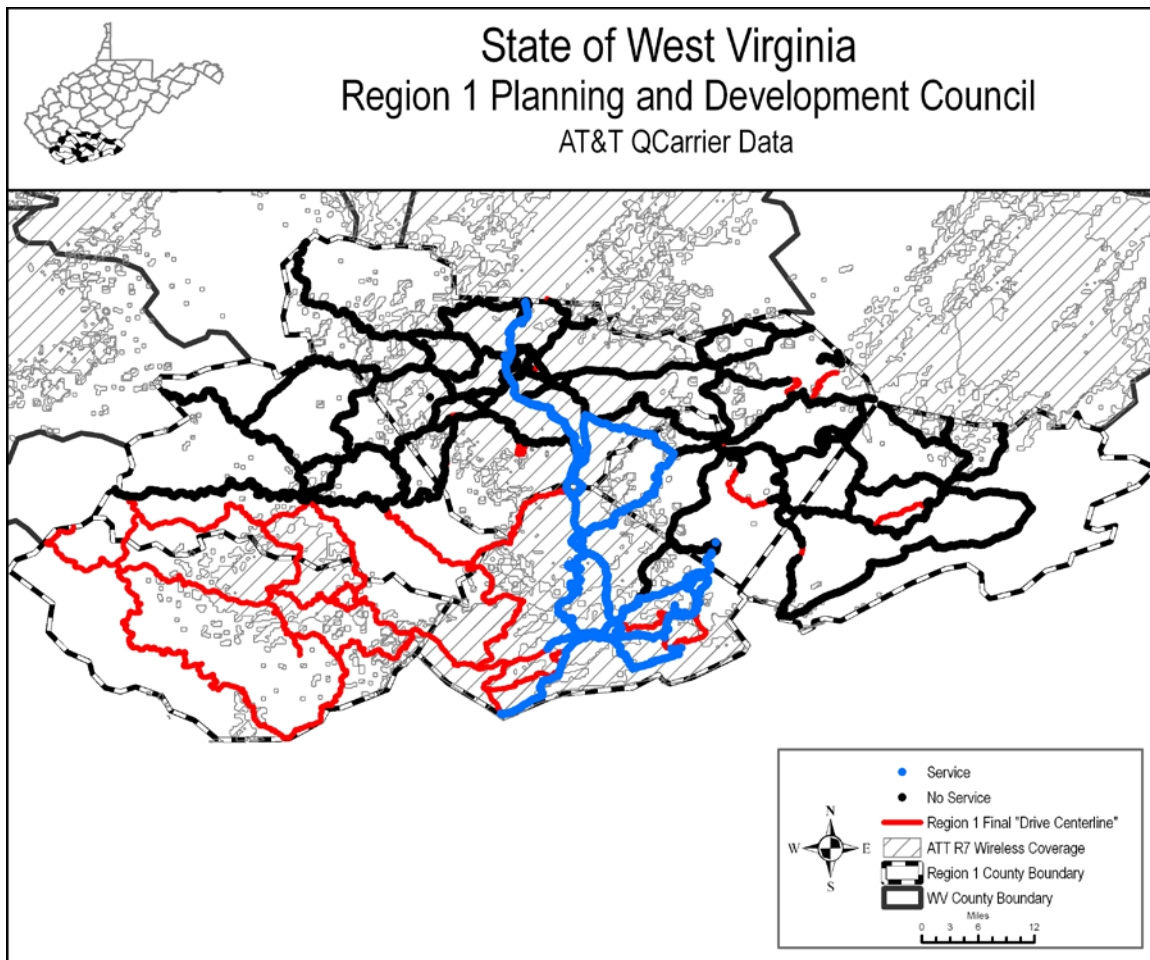 State of West Virginia
Region 1 Planning and Development Council
AT&T QCarrier Data
Service
No Service
Region 1 Final "Drive Centerline"
ATT R7 Wireless Coverage
Region 1 County Boundary
WV County Boundary
N
W E
S
Miles
0 3 6 12